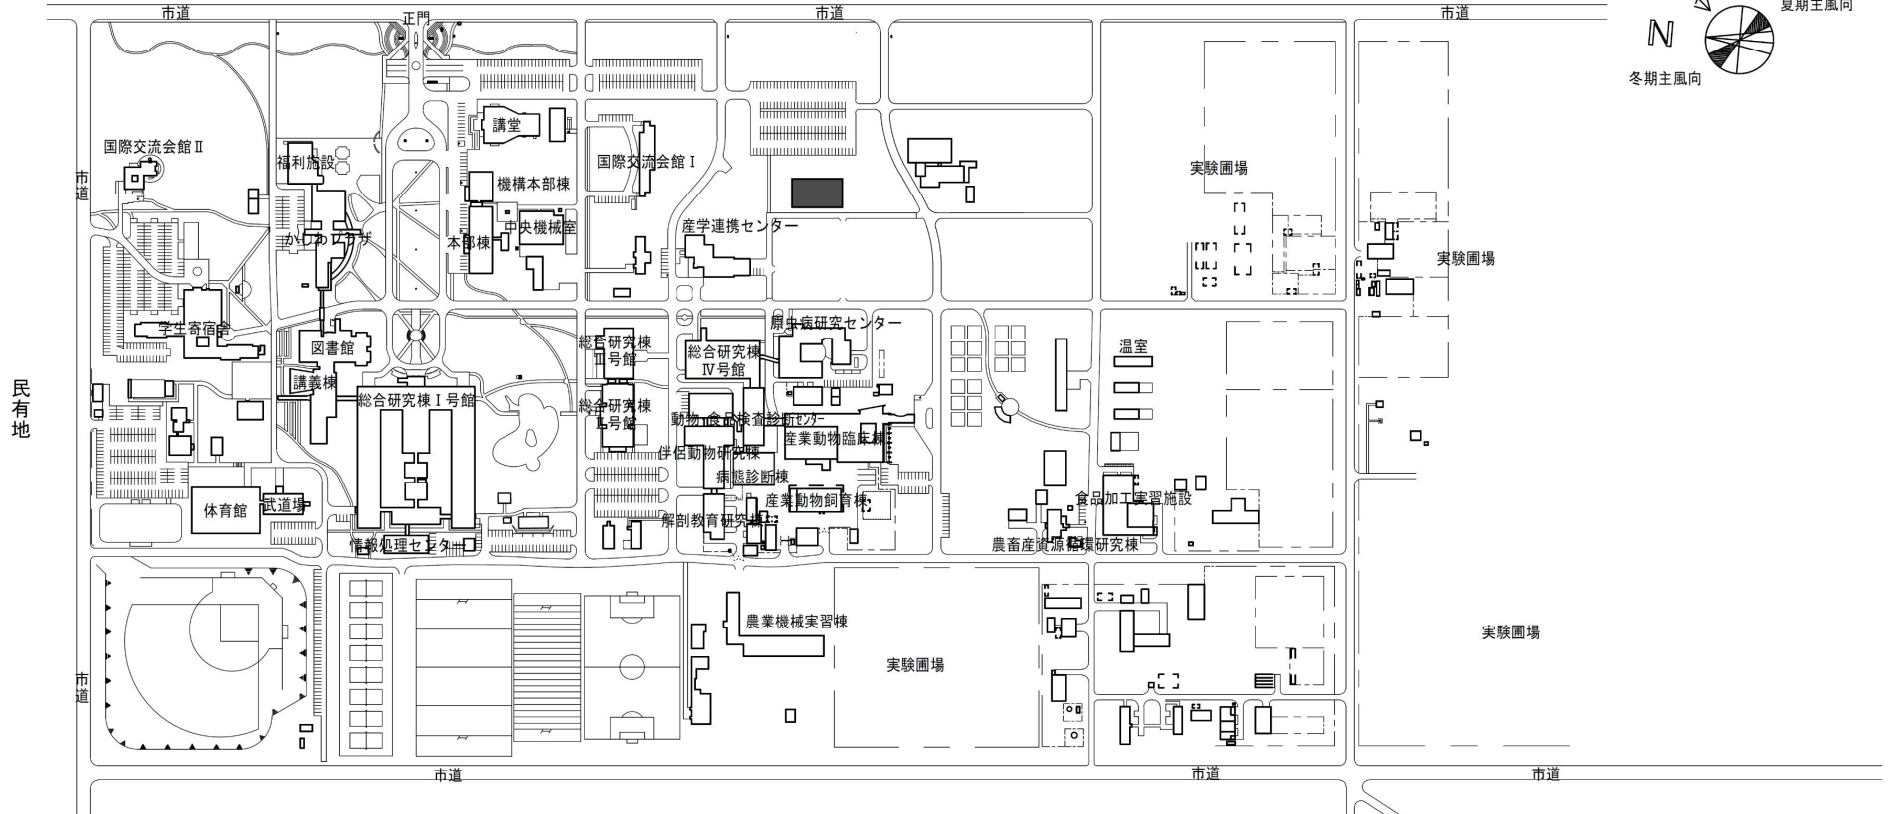 市道
正門
市道
市道
夏期主風向
N
冬期主風向
講堂
国際交流会館Ⅱ
福利施設
国際交流会館Ⅰ
実験圃場
市道
機構本部棟
かしわプラザ
本部棟
中央機械室
産学連携センター
実験圃場
学生寄宿舎
図書館
総合研究棟
Ⅲ号館
総合研究棟
Ⅳ号館
原虫病研究センター
温室
民有地
講義棟
総合研究棟Ⅰ号館
総合研究棟
Ⅱ号館
動物・食品検査診断センター
産業動物臨床棟
伴侶動物研究棟
病態診断棟
体育館
武道場
産業動物飼育棟
食品加工実習施設
解剖教育研究棟
情報処理センター
農畜産資源循環研究棟
農業機械実習棟
実験圃場
実験圃場
市道
市道
市道
市道